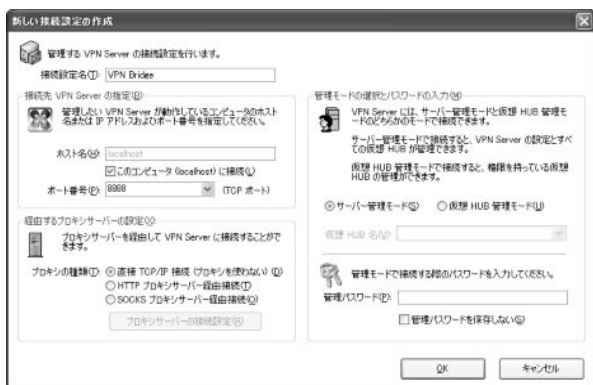 新しい接続設定の作成
管理する VPN Server の接続設定を行います。
接続設定名(T): VPN Bridge
接続先 VPN Server の指定(B)
管理したい VPN Server が動作しているコンピュータのホスト
名または IP アドレスおよびポート番号を指定してください。
ホスト名(H): localhost
このコンピュータ (localhost) に接続(L)
ポート番号(P): 8888 (TCP ポート)
経由するプロキシサーバーの設定(X)
プロキシサーバーを経由して VPN Server に接続することがで
きます。
プロキシの種類(T): 直接 TCP/IP 接続 (プロキシを使わない) (D)
HTTP プロキシサーバー経由接続(T)
SOCKS プロキシサーバー経由接続(O)
プロキシサーバーの接続設定(R)
管理モードの選択とパスワードの入力(M)
VPN Server には、サーバー管理モードと仮想 HUB 管理モ
ードのどちらかのモードで接続できます。
サーバー管理モードで接続すると、VPN Server の設定とすべ
ての仮想 HUB が管理できます。
仮想 HUB 管理モードで接続すると、権限を持っている仮想
HUB の管理ができます。
サーバー管理モード(S) 仮想 HUB 管理モード(U)
仮想 HUB 名(V):
管理モードで接続する際のパスワードを入力してください。
管理パスワード(P):
管理パスワードを保存しない(S)
OK キャンセル